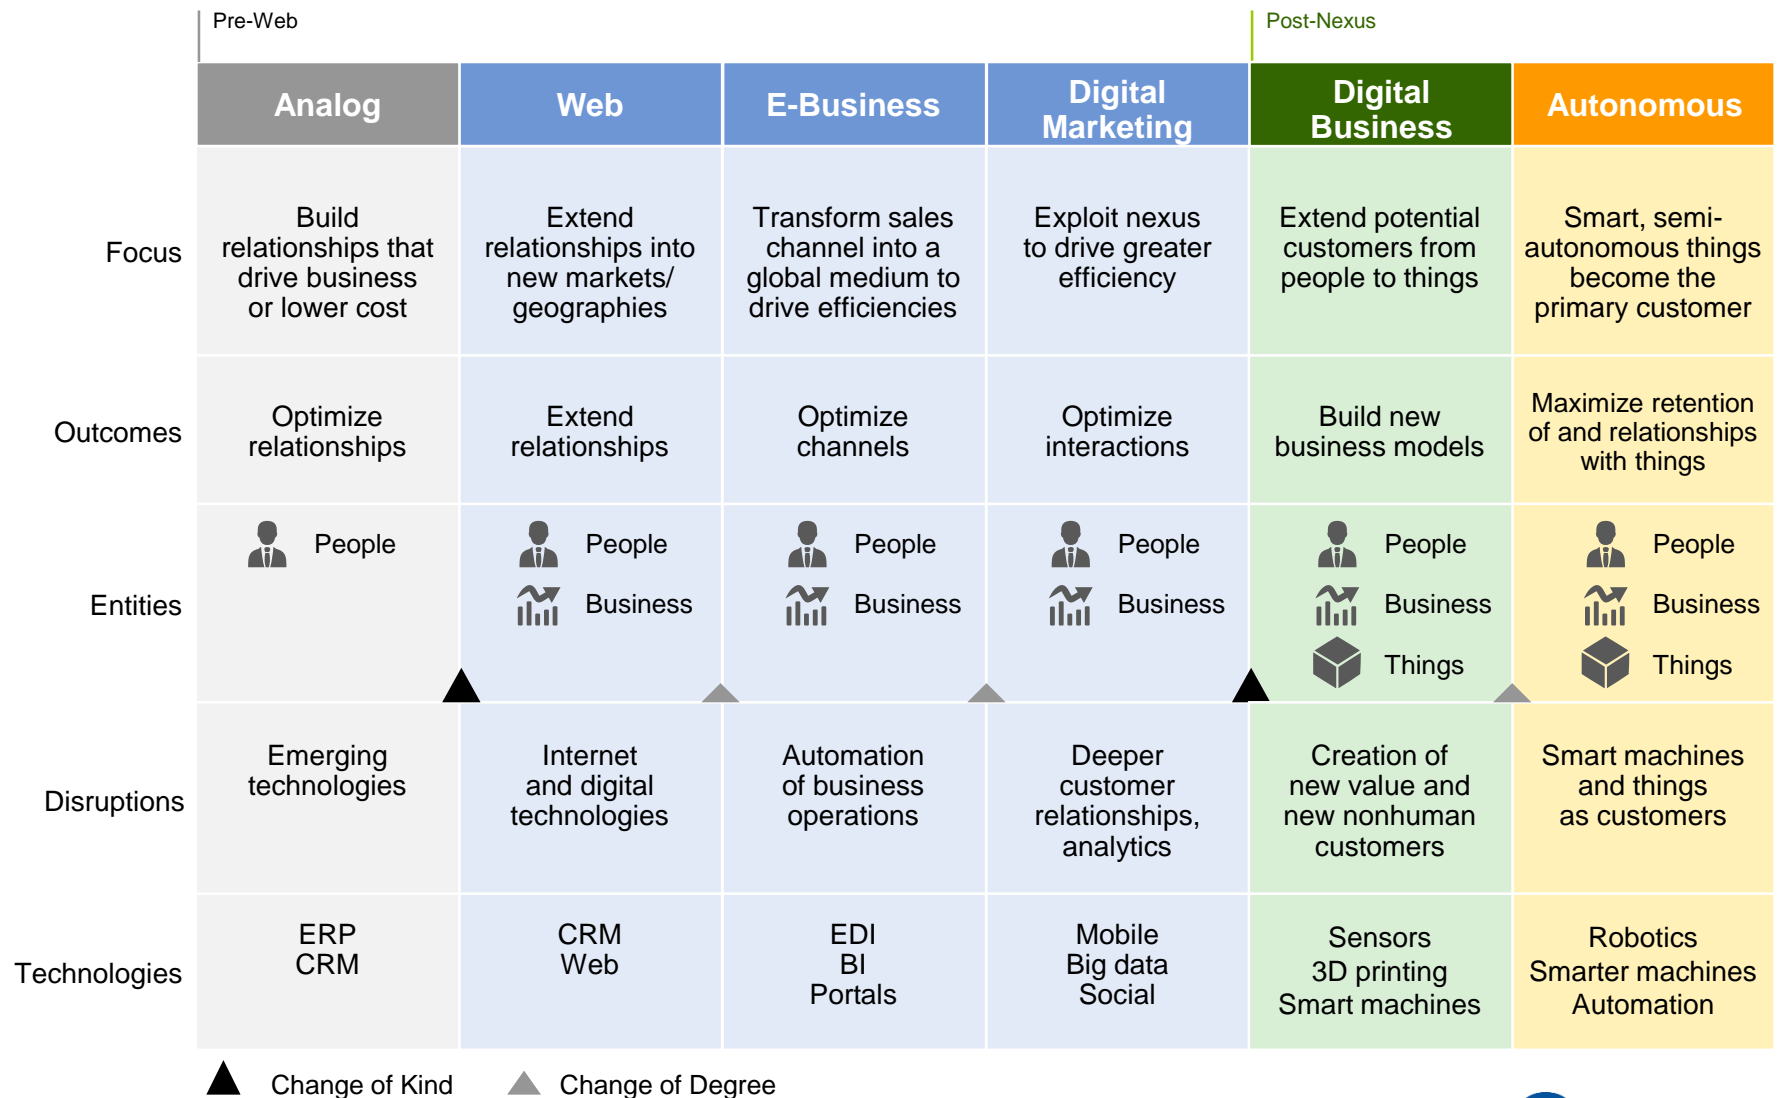 Pre-Web
Post-Nexus
Analog
Web
E-Business
Digital
Marketing
Digital
Business
Autonomous
Focus
Build
relationships that
drive business
or lower cost
Extend
relationships into
new markets/
geographies
Transform sales
channel into a
global medium to
drive efficiencies
Exploit nexus
to drive greater
efficiency
Extend potential
customers from
people to things
Smart, semi-
autonomous things
become the
primary customer
Outcomes
Optimize
relationships
Extend
relationships
Optimize
channels
Optimize
interactions
Build new
business models
Maximize retention
of and relationships
with things
Entities
People
People
Business
People
Business
People
Business
People
Business
Things
People
Business
Things
Disruptions
Emerging
technologies
Internet
and digital
technologies
Automation
of business
operations
Deeper
customer
relationships,
analytics
Creation of
new value and
new nonhuman
customers
Smart machines
and things
as customers
Technologies
ERP
CRM
CRM
Web
EDI
BI
Portals
Mobile
Big data
Social
Sensors
3D printing
Smart machines
Robotics
Smarter machines
Automation
Change of Kind
Change of Degree